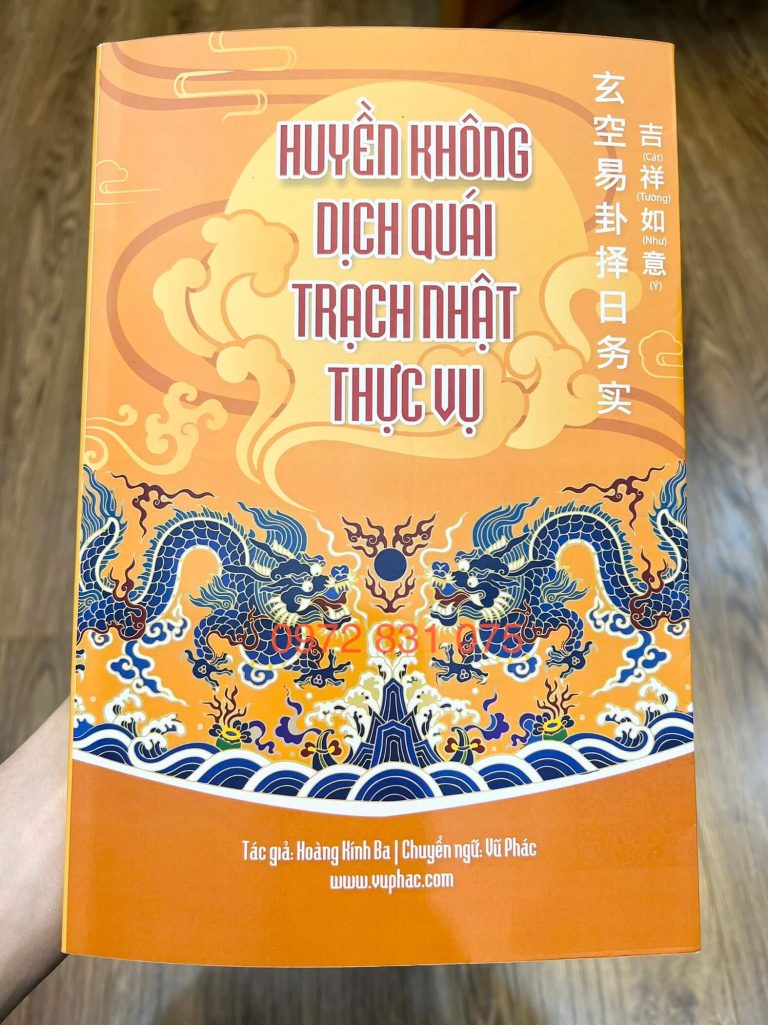 HUYỀN KHÔNG
DỊCH QUÁI
TRẠCH NHẬT
THỰC VỤ
玄空易卦择日务实
吉(Cát)祥(Tường)如(Như)意(Ý)
0972 831 075
Tác giả: Hoàng Kính Ba | Chuyển ngữ: Vũ Phác
www.vuphac.com